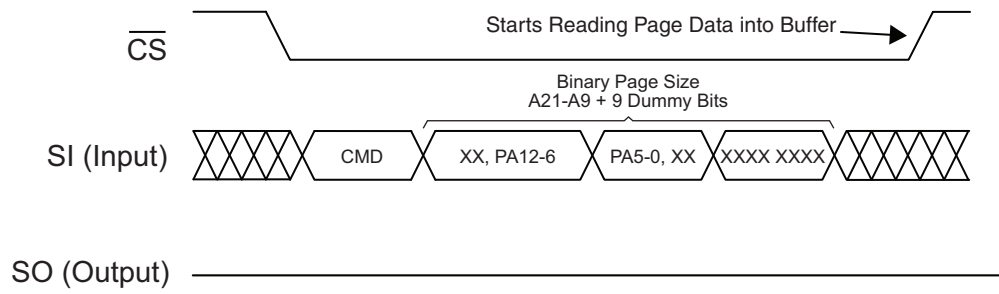 Starts Reading Page Data into Buffer
CS
Binary Page Size
A21-A9 + 9 Dummy Bits
SI (Input)
CMD
XX, PA12-6
PA5-0, XX
XXXX XXXX
SO (Output)